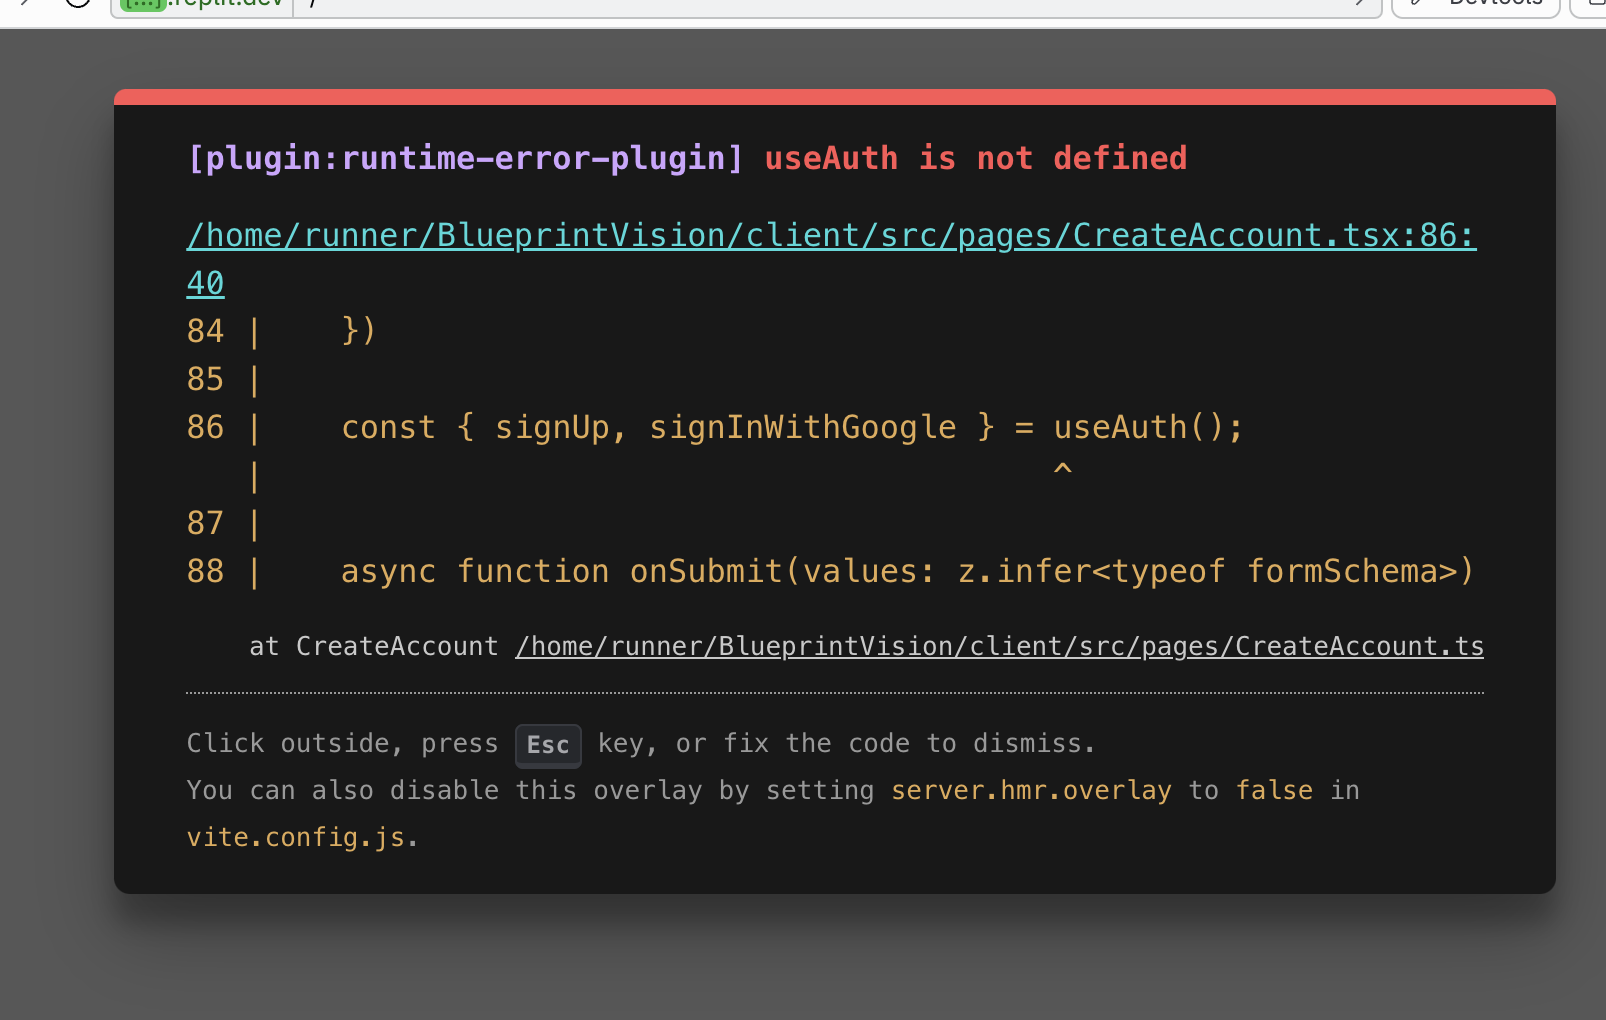 [...].replit.dev /
Devtools
[plugin:runtime-error-plugin] useAuth is not defined
/home/runner/BlueprintVision/client/src/pages/CreateAccount.tsx:86:
40
84 |    })
85 |
86 |    const { signUp, signInWithGoogle } = useAuth();
   |                                         ^
87 |
88 |    async function onSubmit(values: z.infer<typeof formSchema>)
at CreateAccount /home/runner/BlueprintVision/client/src/pages/CreateAccount.ts
Click outside, press Esc key, or fix the code to dismiss.
You can also disable this overlay by setting server.hmr.overlay to false in
vite.config.js.